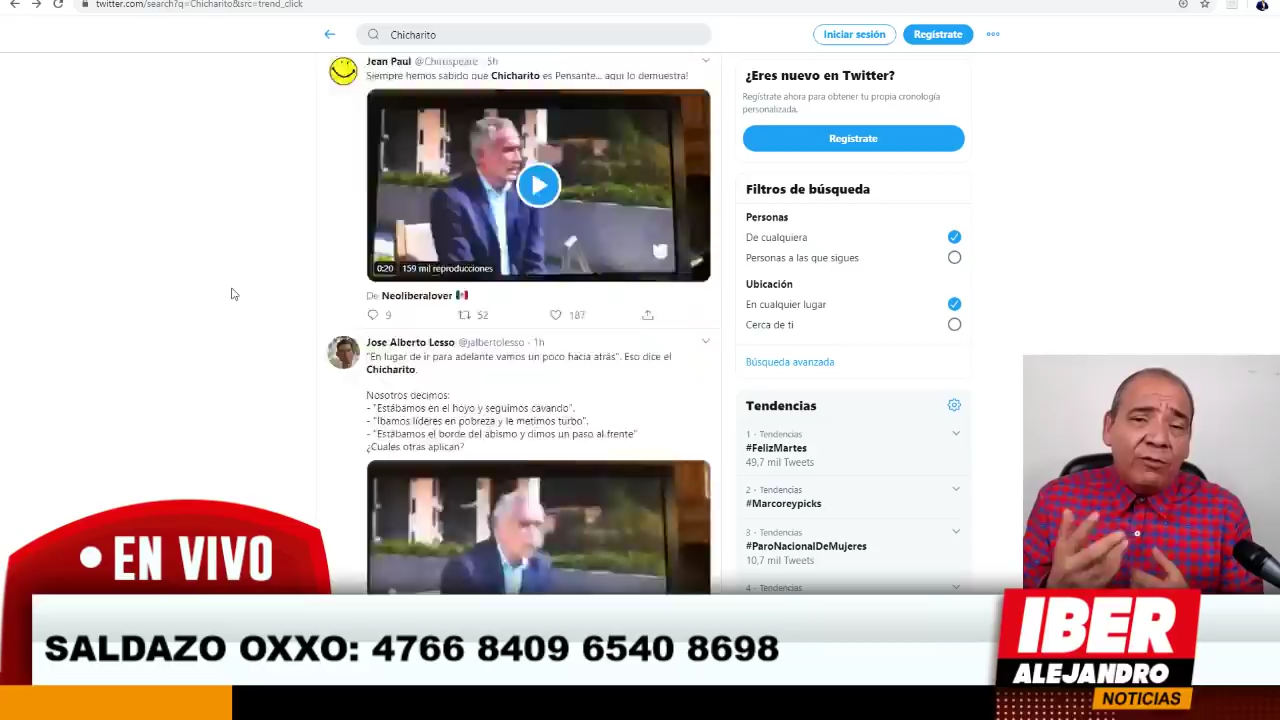 twitter.com/search?q=Chicharito&src=trend_click
Chicharito
Iniciar sesión
Regístrate
Jean Paul @Chinuspeare · 5h
Siempre hemos sabido que Chicharito es Pensante... aqui lo demuestra!
0:20 159 mil reproducciones
De Neoliberalover
9 52 187
Jose Alberto Lesso @jalbertolesso · 1h
"En lugar de ir para adelante vamos un poco hacia atrás". Eso dice el
Chicharito.
Nosotros decimos:
- "Estábamos en el hoyo y seguimos cavando".
- "Ibamos líderes en pobreza y le metimos turbo".
- "Estábamos el borde del abismo y dimos un paso al frente"
¿Cuales otras aplican?
¿Eres nuevo en Twitter?
Regístrate ahora para obtener tu propia cronología
personalizada.
Regístrate
Filtros de búsqueda
Personas
De cualquiera
Personas a las que sigues
Ubicación
En cualquier lugar
Cerca de ti
Búsqueda avanzada
Tendencias
1 · Tendencias
#FelizMartes
49,7 mil Tweets
2 · Tendencias
#Marcoreypicks
3 · Tendencias
#ParoNacionalDeMujeres
10,7 mil Tweets
4 · Tendencias
EN VIVO
SALDAZO OXXO: 4766 8409 6540 8698
IBER
ALEJANDRO
NOTICIAS